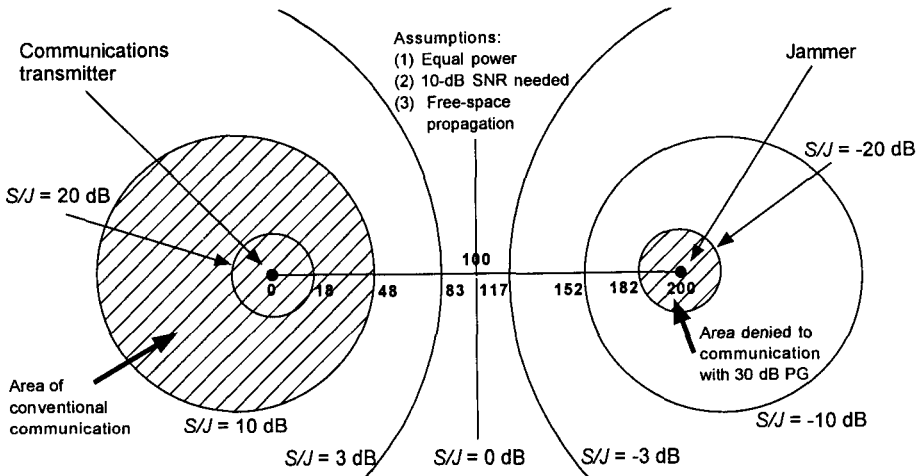 Communications
transmitter
Assumptions:
(1) Equal power
(2) 10-dB SNR needed
(3) Free-space
propagation
Jammer
S/J = 20 dB
S/J = -20 dB
100
0 18 48 83 117 152 182 200
Area of
conventional
communication
Area denied to
communication
with 30 dB PG
S/J = 10 dB
S/J = 3 dB
S/J = 0 dB
S/J = -3 dB
S/J = -10 dB